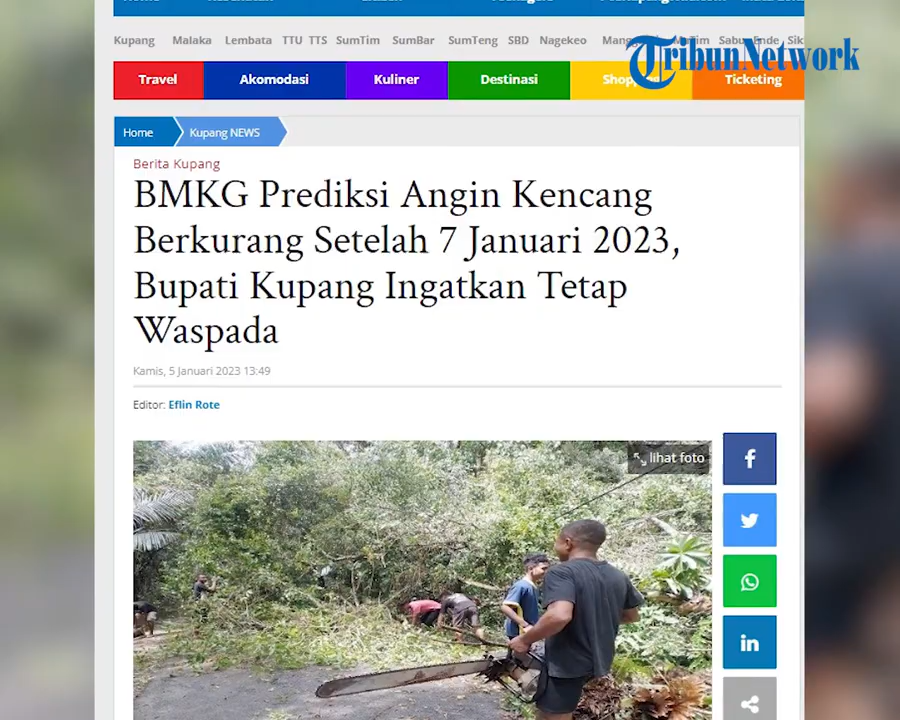 Kupang Malaka Lembata TTU TTS SumTim SumBar SumTeng SBD Nagekeo
TribunNetwork
Travel Akomodasi Kuliner Destinasi Ticketing
Home Kupang NEWS
Berita Kupang
BMKG Prediksi Angin Kencang
Berkurang Setelah 7 Januari 2023,
Bupati Kupang Ingatkan Tetap
Waspada
Kamis, 5 Januari 2023 13:49
Editor: Eflin Rote
lihat foto